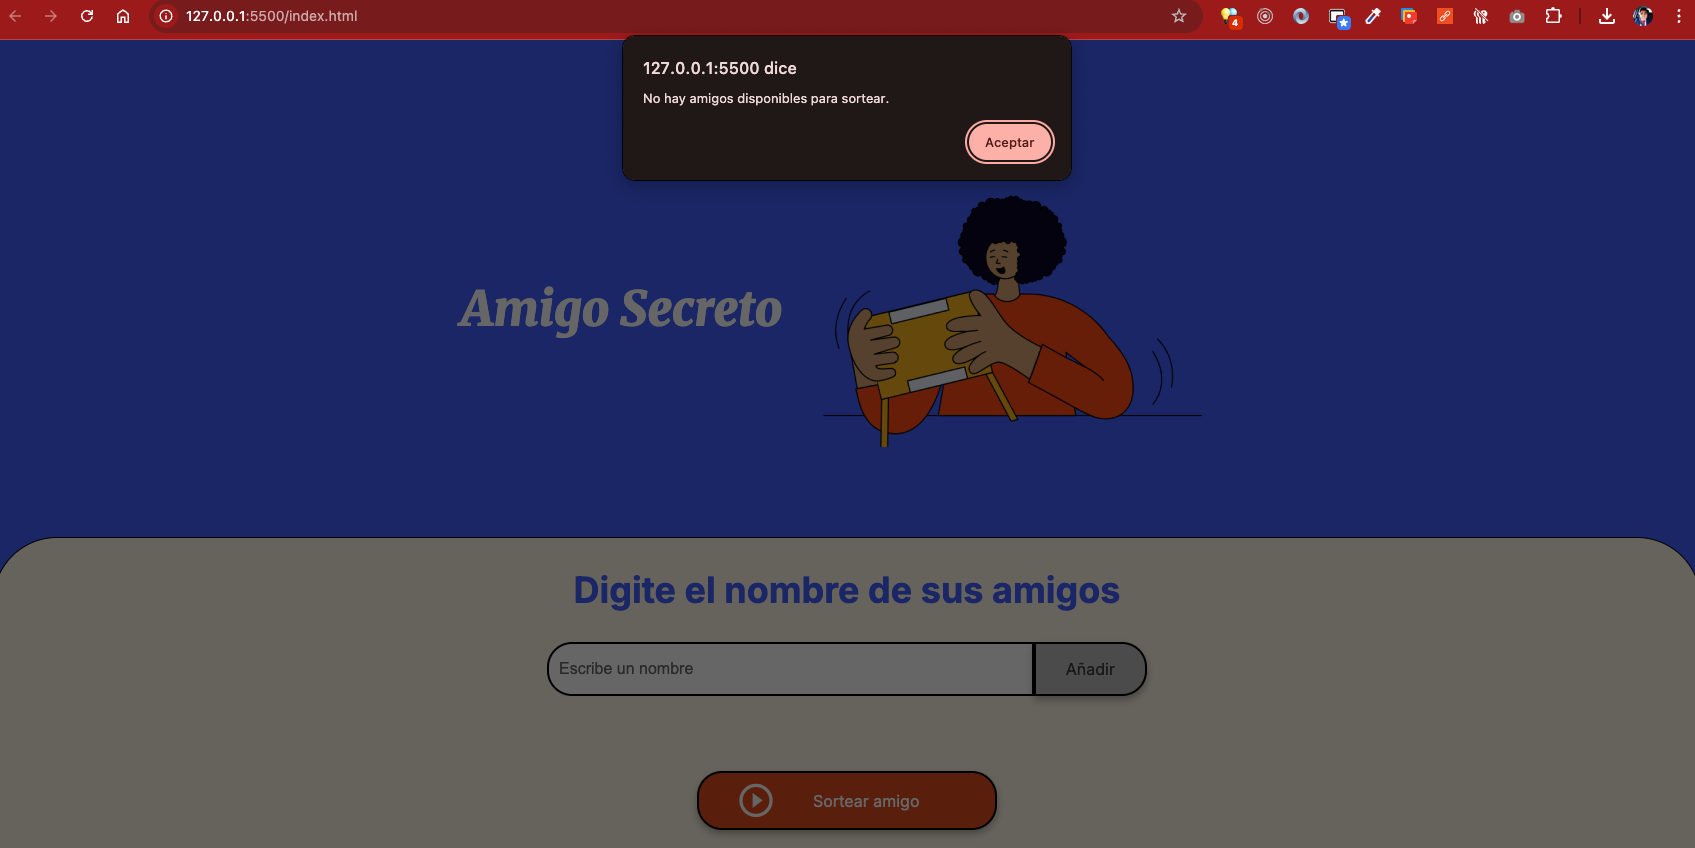 127.0.0.1:5500/index.html
4
127.0.0.1:5500 dice
No hay amigos disponibles para sortear.
Aceptar
Amigo Secreto
Digite el nombre de sus amigos
Escribe un nombre
Añadir
Sortear amigo